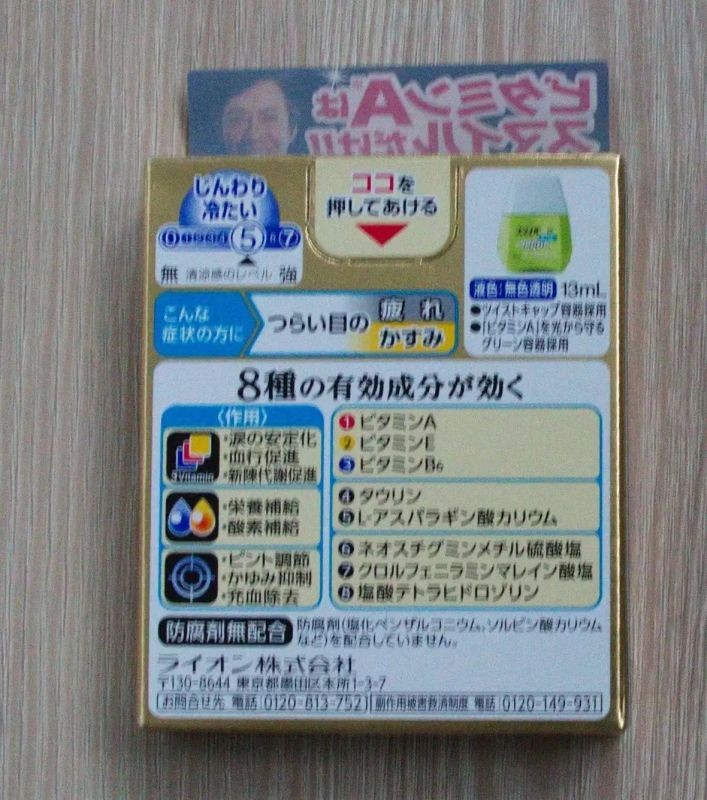 ビタミンAは
スマイルだけ!!
じんわり
冷たい
5
7
無 清涼感のレベル 強
ココを
押してあける
液色:無色透明 13mL
●ツイストキャップ容器採用
●「ビタミンA」を光から守る
グリーン容器採用
こんな
症状の方に
つらい目の 疲れ
かすみ
8種の有効成分が効く
〈作用〉
・涙の安定化
・血行促進
・新陳代謝促進
・栄養補給
・酸素補給
・ピント調節
・かゆみ抑制
・充血除去
1 ビタミンA
2 ビタミンE
3 ビタミンB6
4 タウリン
5 L-アスパラギン酸カリウム
6 ネオスチグミンメチル硫酸塩
7 クロルフェニラミンマレイン酸塩
8 塩酸テトラヒドロゾリン
防腐剤無配合 防腐剤(塩化ベンザルコニウム、ソルビン酸カリウム
など)を配合していません。
ライオン株式会社
〒130-8644 東京都墨田区本所1-3-7
お問合せ先 電話:0120-813-752 副作用被害救済制度 電話:0120-149-931